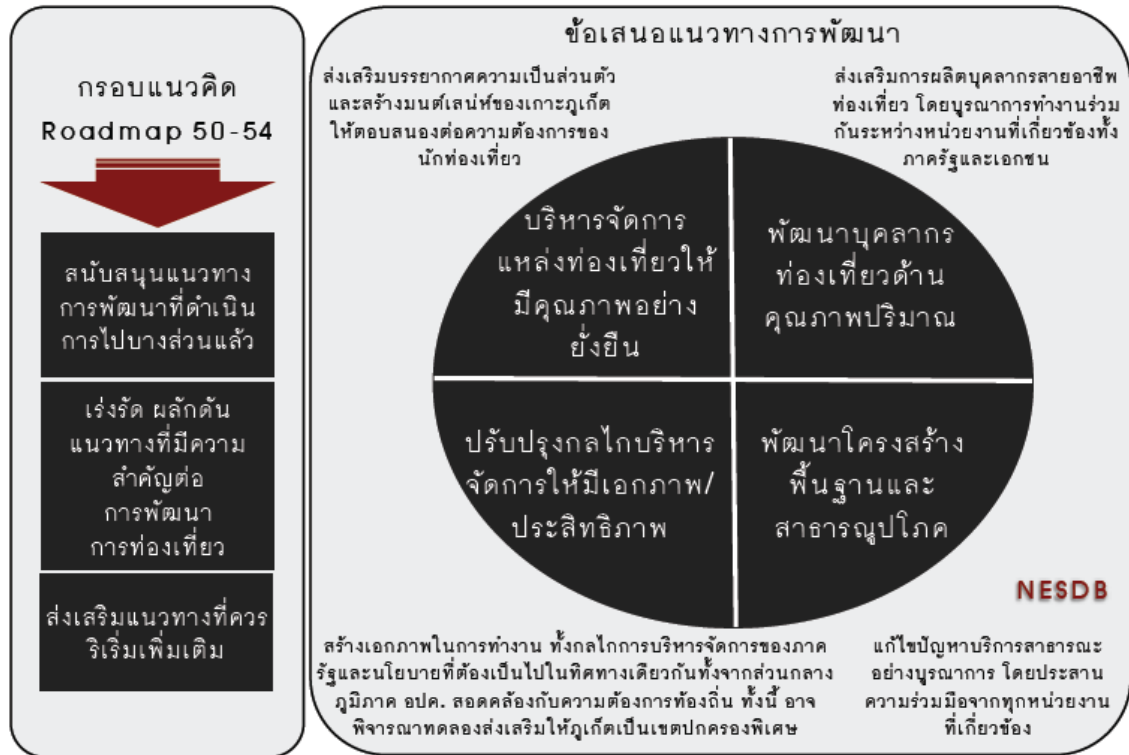 กรอบแนวคิด
Roadmap 50-54
สนับสนุนแนวทาง
การพัฒนาที่ดำเนิน
การไปบางส่วนแล้ว
เร่งรัด ผลักดัน
แนวทางที่มีความ
สำคัญต่อ
การพัฒนา
การท่องเที่ยว
ส่งเสริมแนวทางที่ควร
ริเริ่มเพิ่มเติม
ข้อเสนอแนวทางการพัฒนา
ส่งเสริมบรรยากาศความเป็นส่วนตัว
และสร้างมนต์เสน่ห์ของเกาะภูเก็ต
ให้ตอบสนองต่อความต้องการของ
นักท่องเที่ยว
ส่งเสริมการผลิตบุคลากรสายอาชีพ
ท่องเที่ยว โดยบูรณาการทำงานร่วม
กันระหว่างหน่วยงานที่เกี่ยวข้องทั้ง
ภาครัฐและเอกชน
บริหารจัดการ
แหล่งท่องเที่ยวให้
มีคุณภาพอย่าง
ยั่งยืน
พัฒนาบุคลากร
ท่องเที่ยวด้าน
คุณภาพปริมาณ
ปรับปรุงกลไกบริหาร
จัดการให้มีเอกภาพ/
ประสิทธิภาพ
พัฒนาโครงสร้าง
พื้นฐานและ
สาธารณูปโภค
NESDB
สร้างเอกภาพในการทำงาน ทั้งกลไกการบริหารจัดการของภาค
รัฐและนโยบายที่ต้องเป็นไปในทิศทางเดียวกันทั้งจากส่วนกลาง
ภูมิภาค อปค. สอดคล้องกับความต้องการท้องถิ่น ทั้งนี้ อาจ
พิจารณาทดลองส่งเสริมให้ภูเก็ตเป็นเขตปกครองพิเศษ
แก้ไขปัญหาบริการสาธารณะ
อย่างบูรณาการ โดยประสาน
ความร่วมมือจากทุกหน่วยงาน
ที่เกี่ยวข้อง